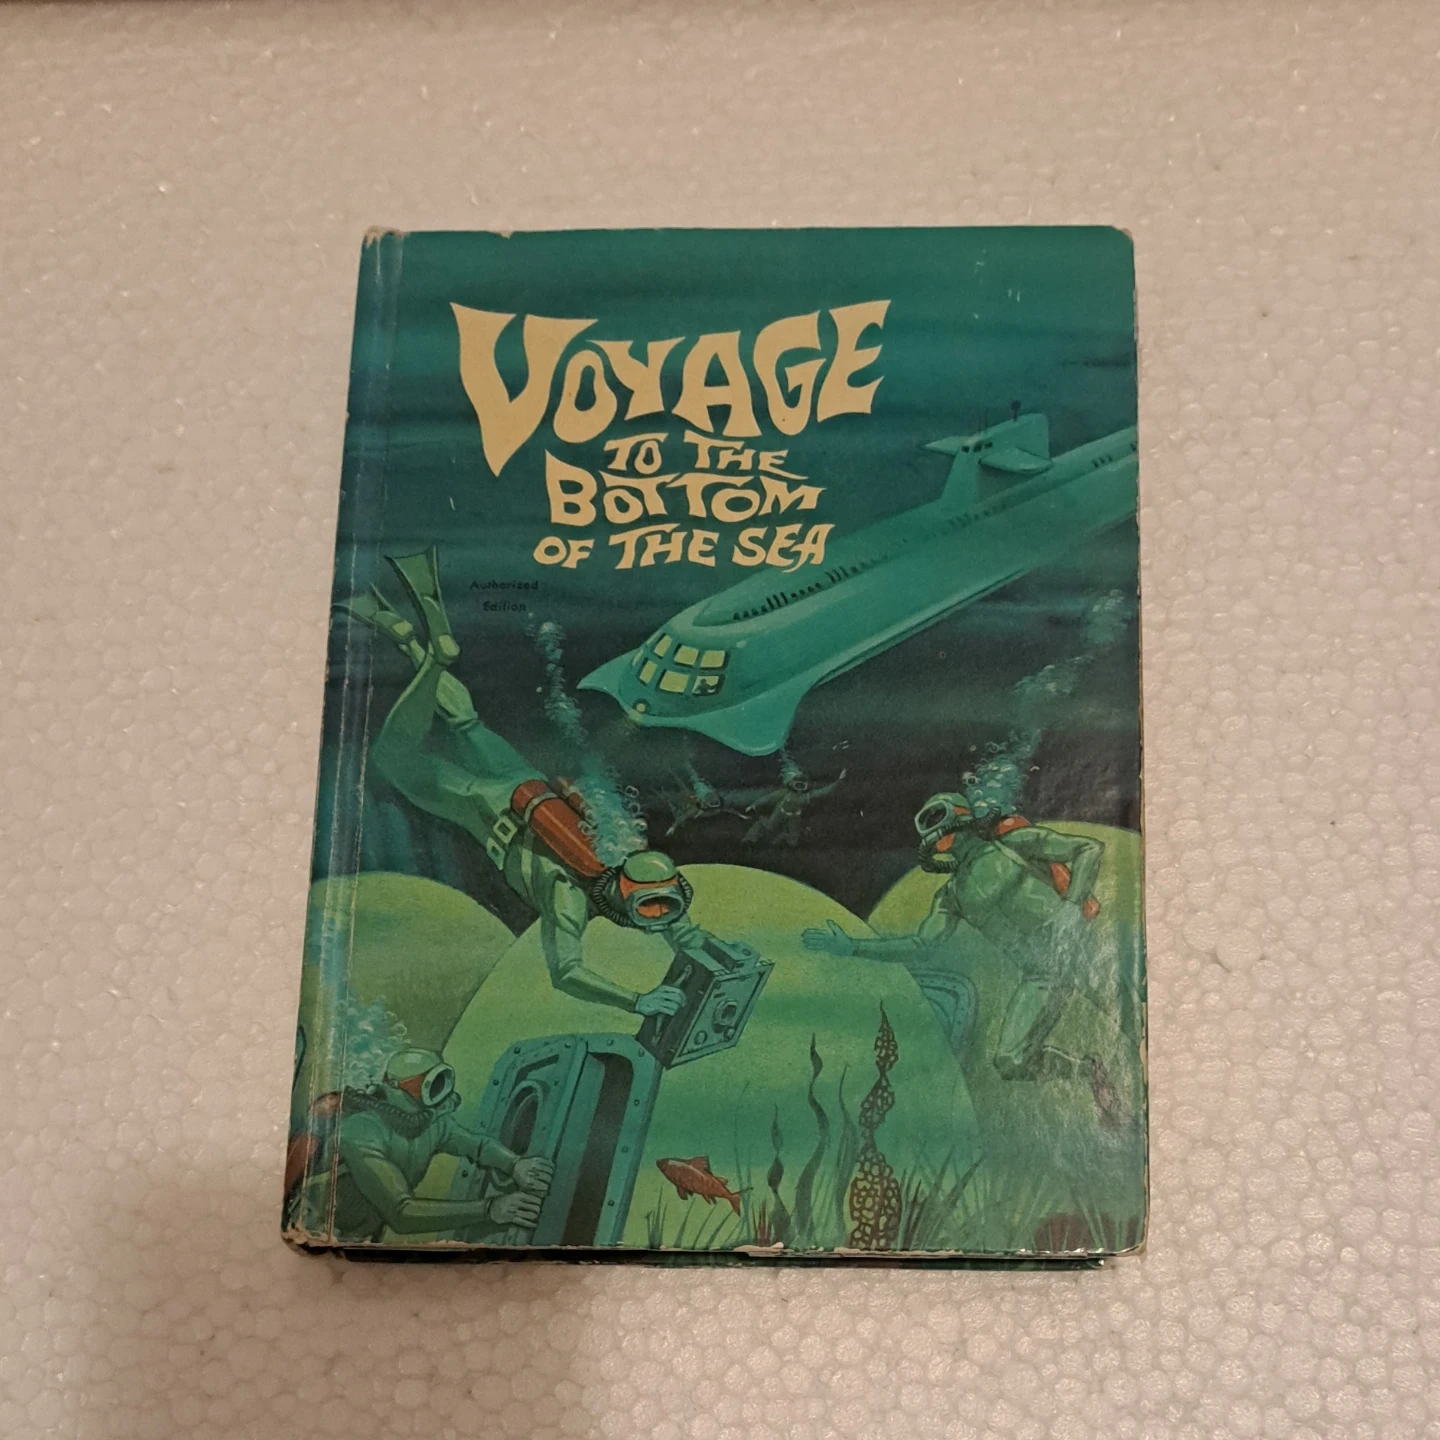 VOYAGE
TO THE
BOTTOM
OF THE SEA
Authorized
Edition